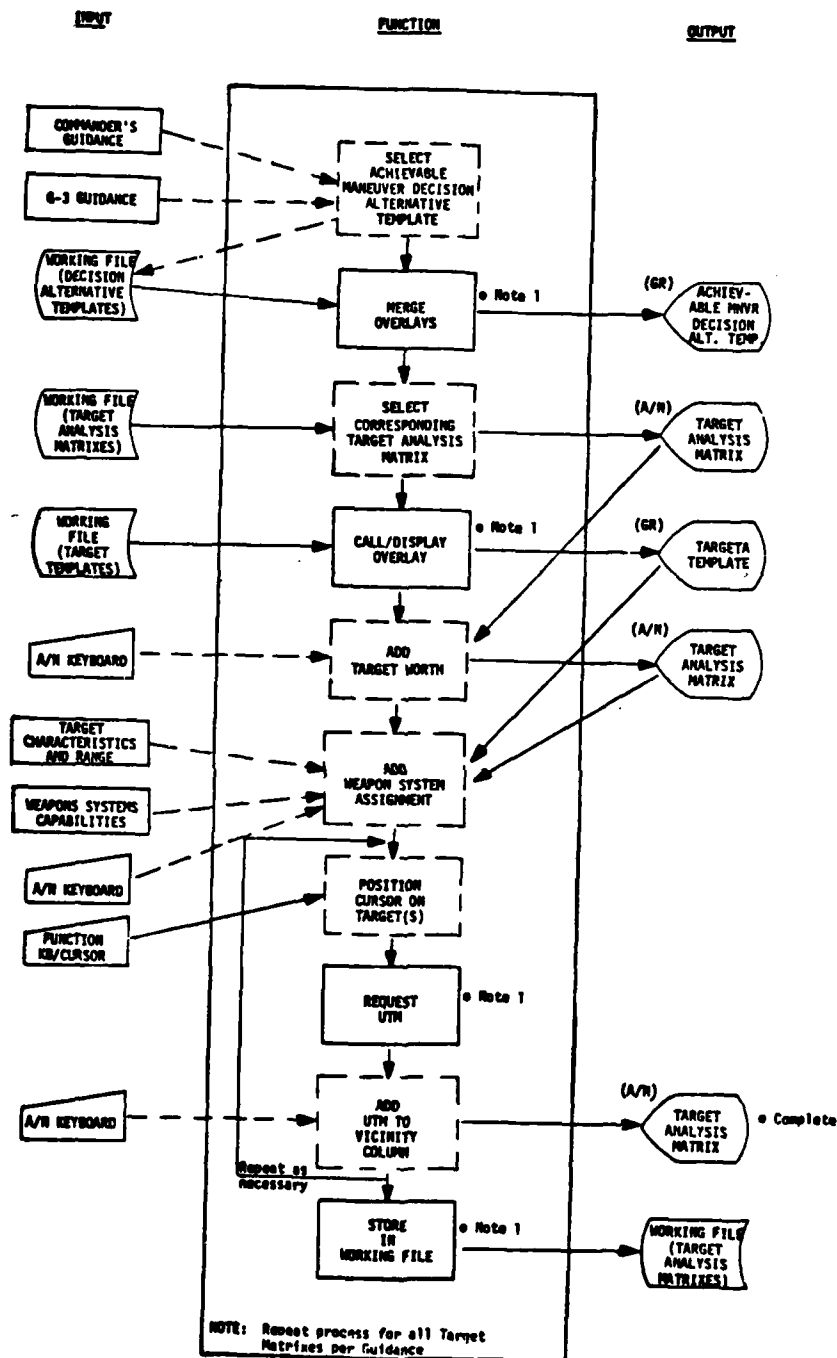 INPUT
FUNCTION
OUTPUT
COMMANDER'S
GUIDANCE
G-3 GUIDANCE
WORKING FILE
(DECISION
ALTERNATIVE
TEMPLATES)
SELECT
ACHIEVABLE
MANEUVER DECISION
ALTERNATIVE
TEMPLATE
MERGE
OVERLAYS
● Note 1
(GR)
ACHIEV-
ABLE MNVR
DECISION
ALT. TEMP
WORKING FILE
(TARGET
ANALYSIS
MATRIXES)
SELECT
CORRESPONDING
TARGET ANALYSIS
MATRIX
(A/N)
TARGET
ANALYSIS
MATRIX
WORKING
FILE
(TARGET
TEMPLATES)
CALL/DISPLAY
OVERLAY
● Note 1
(GR)
TARGETA
TEMPLATE
A/N KEYBOARD
ADD
TARGET WORTH
(A/N)
TARGET
ANALYSIS
MATRIX
TARGET
CHARACTERISTICS
AND RANGE
WEAPONS SYSTEMS
CAPABILITIES
A/N KEYBOARD
ADD
WEAPON SYSTEM
ASSIGNMENT
FUNCTION
KB/CURSOR
POSITION
CURSOR ON
TARGET(S)
REQUEST
UTM
● Note 1
A/N KEYBOARD
ADD
UTM TO
VICINITY
COLUMN
(A/N)
TARGET
ANALYSIS
MATRIX
● Complete
Repeat as
necessary
STORE
IN
WORKING FILE
● Note 1
WORKING FILE
(TARGET
ANALYSIS
MATRIXES)
NOTE: Repeat process for all Target
Matrixes per Guidance